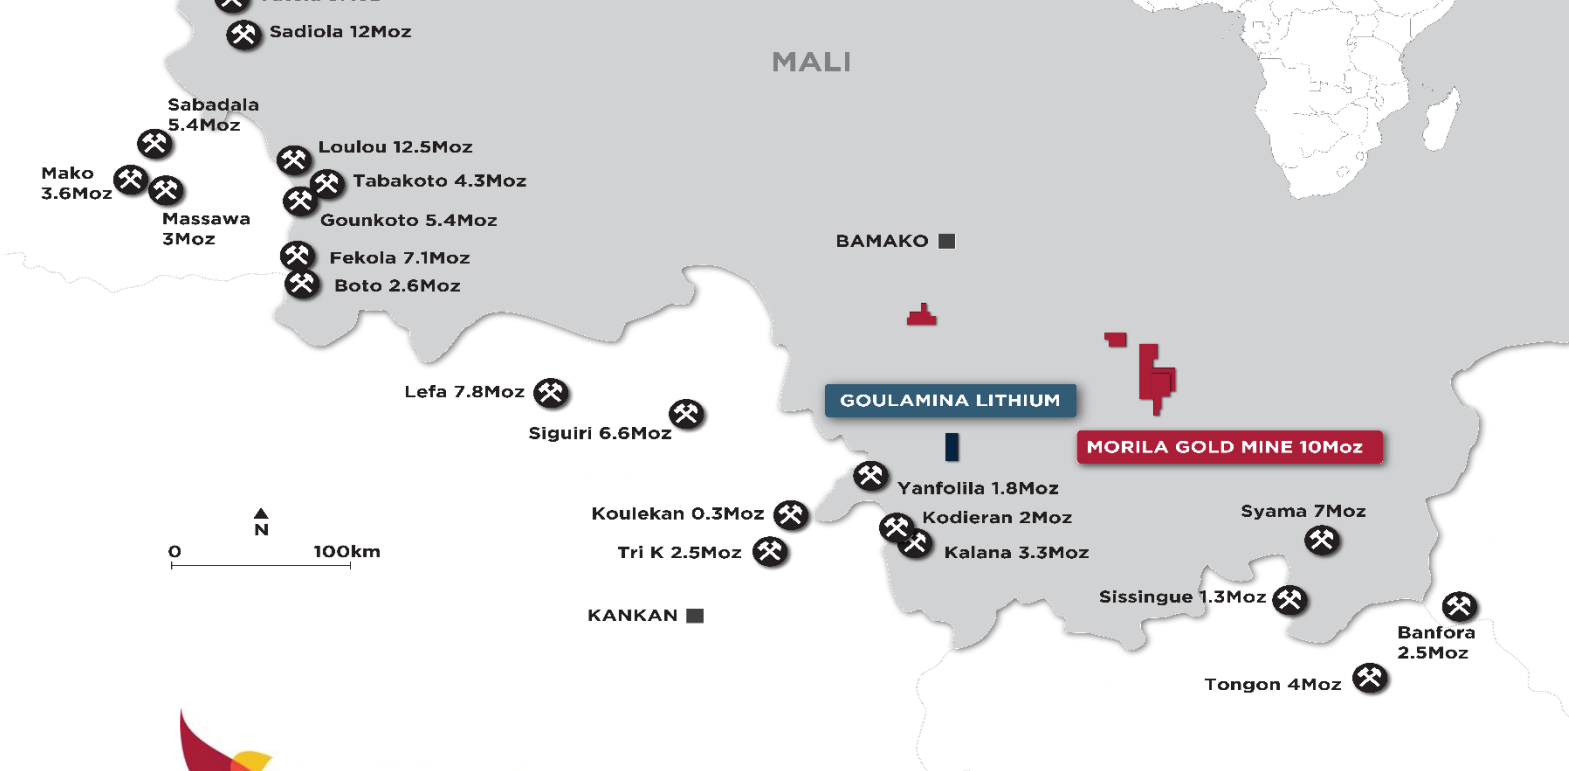 Sadiola 12Moz
MALI
Sabadala
5.4Moz
Loulou 12.5Moz
Mako
3.6Moz
Tabakoto 4.3Moz
Massawa
3Moz
Gounkoto 5.4Moz
BAMAKO
Fekola 7.1Moz
Boto 2.6Moz
Lefa 7.8Moz
GOULAMINA LITHIUM
Siguiri 6.6Moz
MORILA GOLD MINE 10Moz
Yanfolila 1.8Moz
Koulekan 0.3Moz
Kodieran 2Moz
Syama 7Moz
N
0 100km
Tri K 2.5Moz
Kalana 3.3Moz
Sissingue 1.3Moz
KANKAN
Banfora
2.5Moz
Tongon 4Moz